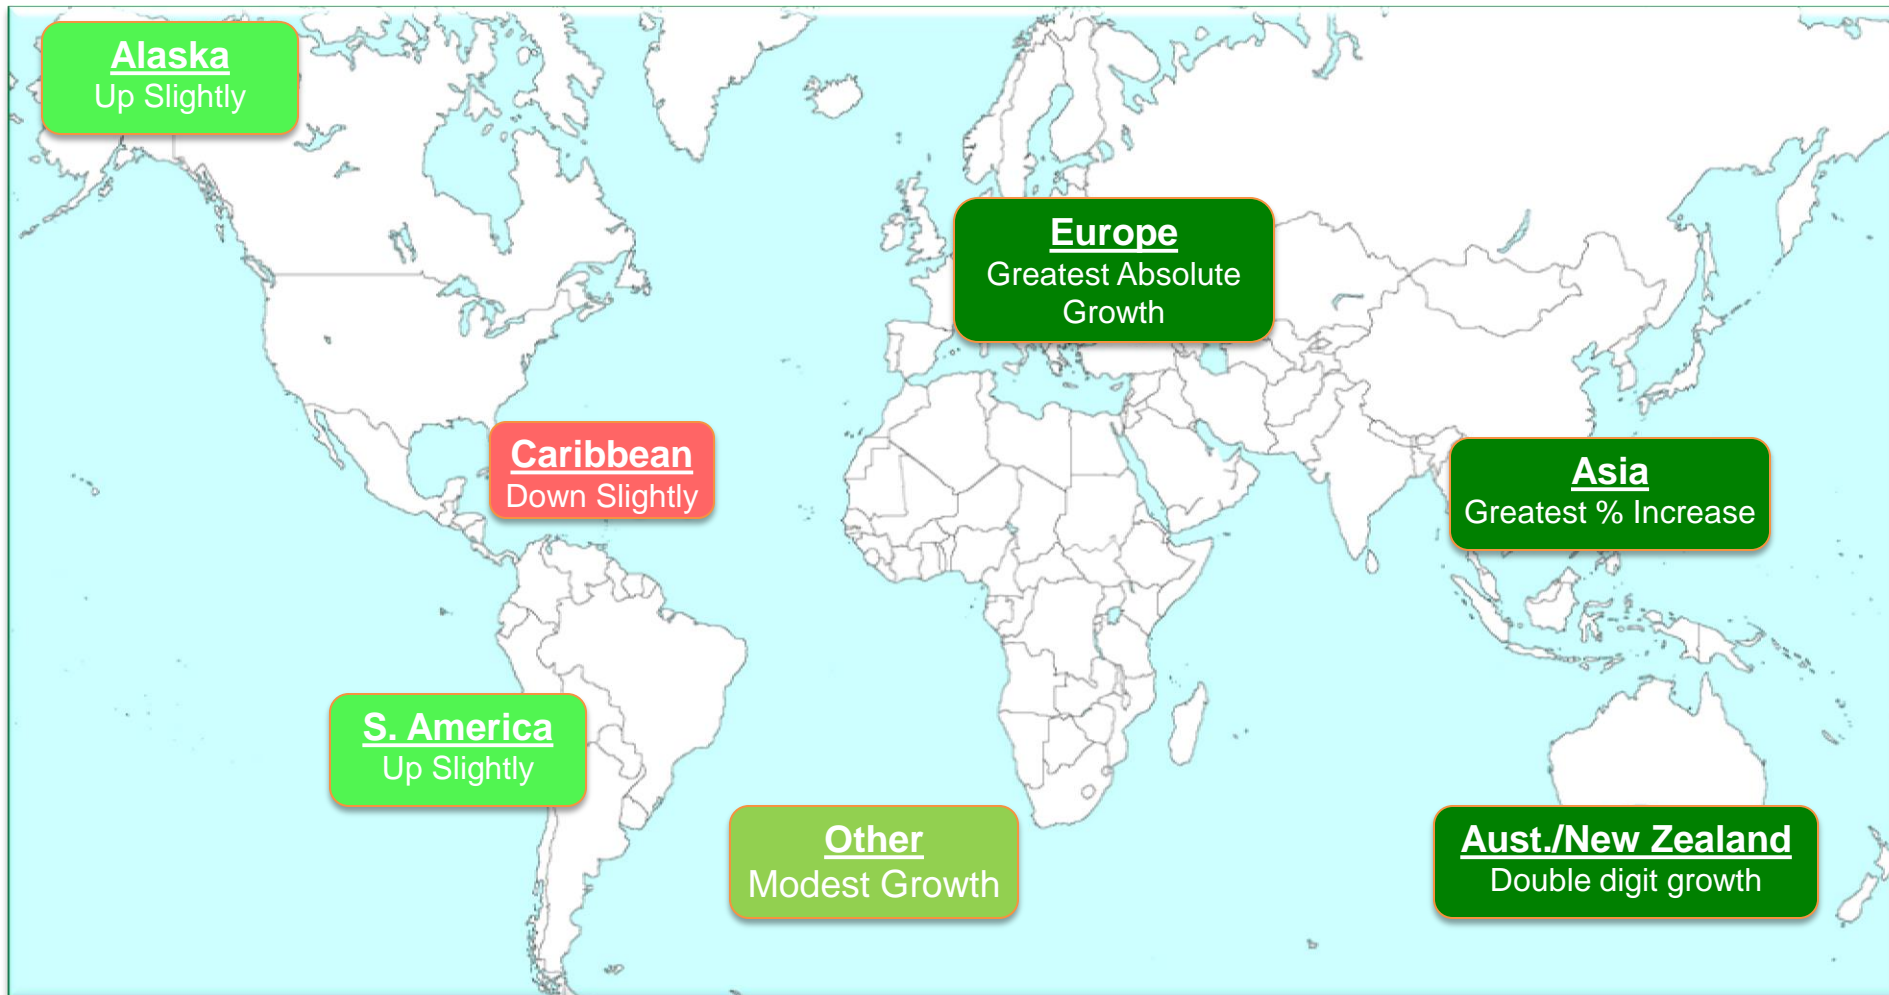 Alaska
Up Slightly
Europe
Greatest Absolute
Growth
Caribbean
Down Slightly
Asia
Greatest % Increase
S. America
Up Slightly
Other
Modest Growth
Aust./New Zealand
Double digit growth